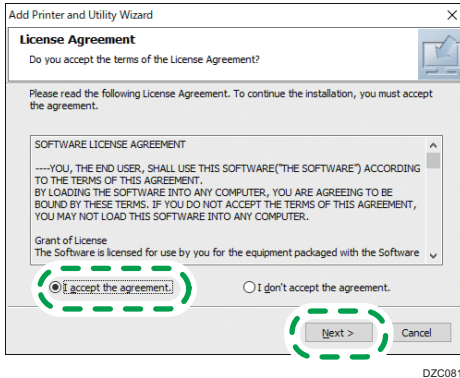 Add Printer and Utility Wizard
License Agreement
Do you accept the terms of the License Agreement?
Please read the following License Agreement. To continue the installation, you must accept
the agreement.
SOFTWARE LICENSE AGREEMENT
----YOU, THE END USER, SHALL USE THIS SOFTWARE("THE SOFTWARE") ACCORDING
TO THE TERMS OF THIS AGREEMENT.
BY LOADING THE SOFTWARE INTO ANY COMPUTER, YOU ARE AGREEING TO BE
BOUND BY THESE TERMS. IF YOU DO NOT ACCEPT THE TERMS OF THIS AGREEMENT,
YOU MAY NOT LOAD THIS SOFTWARE INTO ANY COMPUTER.
Grant of License
The Software is licensed for use by you for the equipment packaged with the Software
I accept the agreement.
I don't accept the agreement.
Next >
Cancel
DZC081